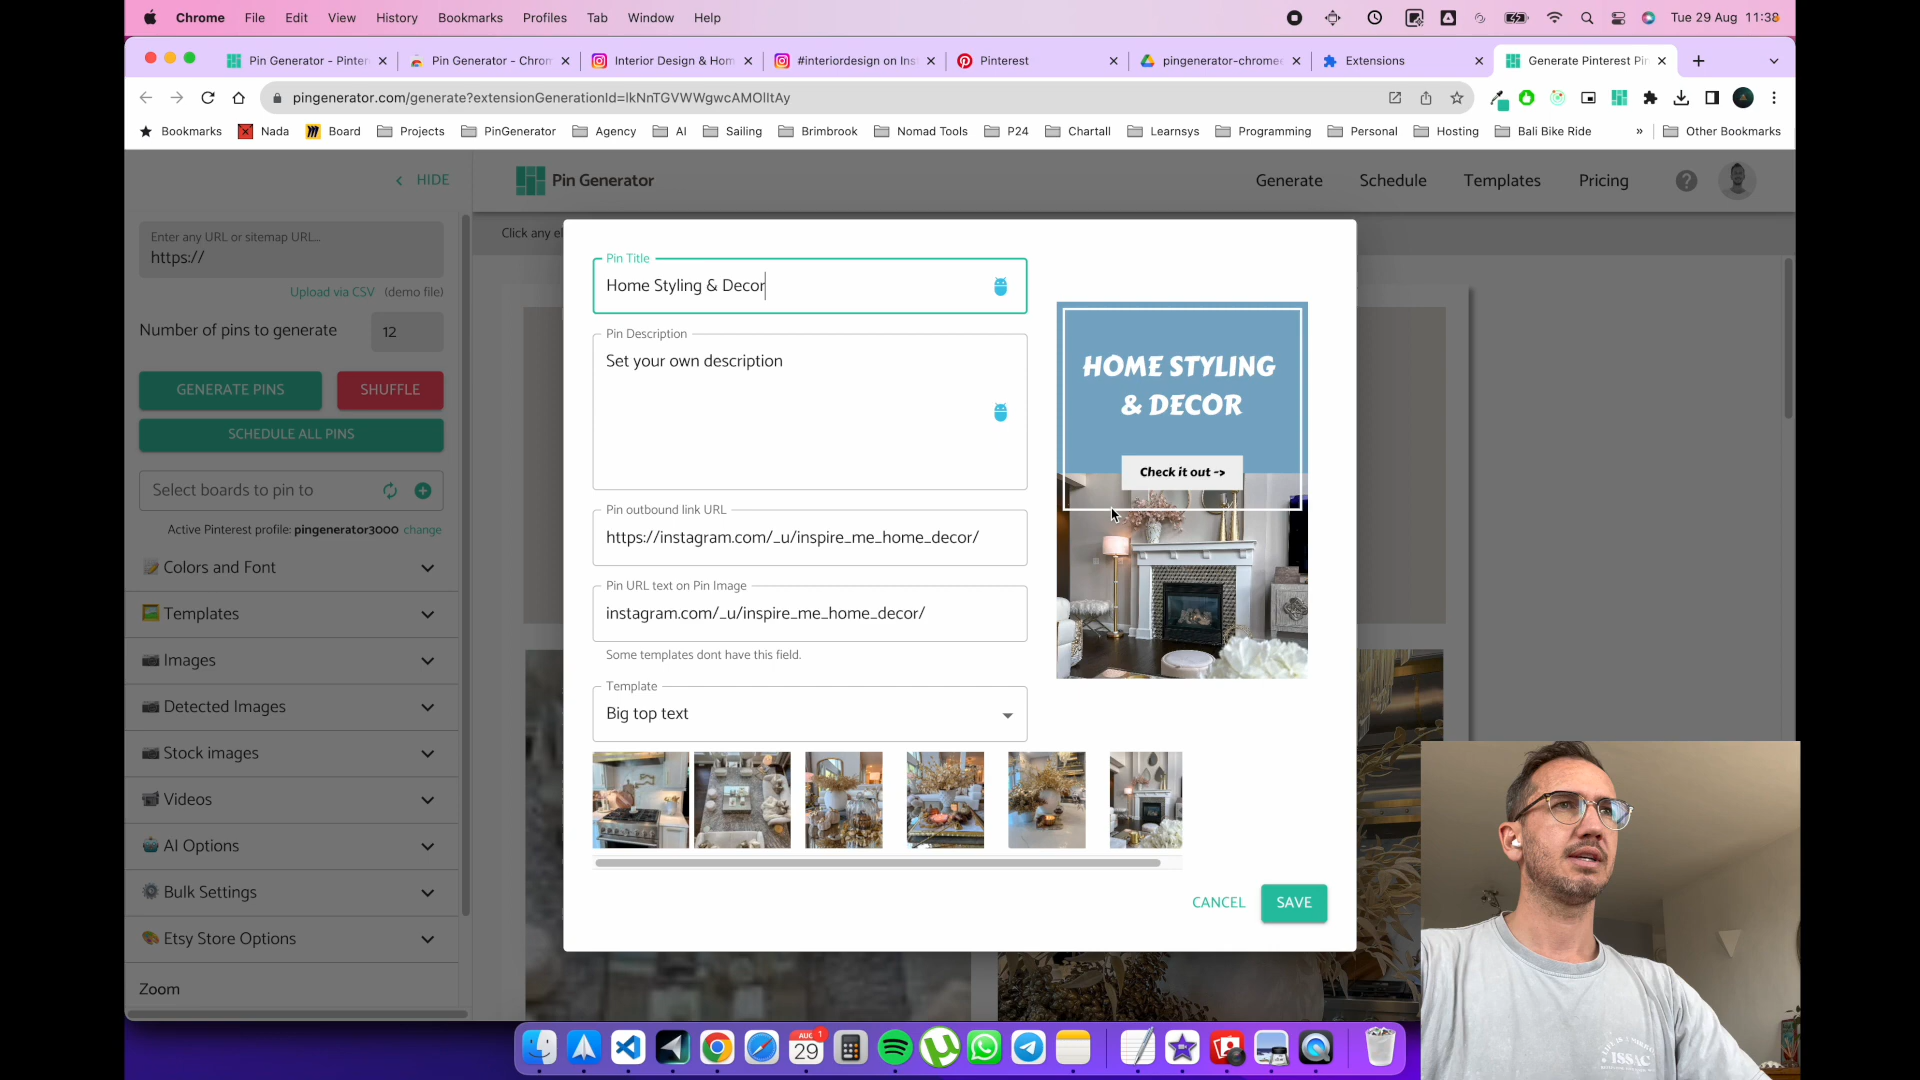 Chrome File Edit View History Bookmarks Profiles Tab Window Help Tue 29 Aug 11:38
Pin Generator - Pinter Pin Generator - Chrom Interior Design & Hom #interiordesign on Ins Pinterest pingenerator-chrome Extensions Generate Pinterest Pin
pingenerator.com/generate?extensionGenerationId=lkNnTGVWWgwcAMOlItAy
Bookmarks Nada Board Projects PinGenerator Agency AI Sailing Brimbrook Nomad Tools P24 Chartall Learnsys Programming Personal Hosting Bali Bike Ride » Other Bookmarks
HIDE
Pin Generator
Generate Schedule Templates Pricing
Enter any URL or sitemap URL...
https://
Upload via CSV (demo file)
Number of pins to generate 12
GENERATE PINS SHUFFLE
SCHEDULE ALL PINS
Select boards to pin to
Active Pinterest profile: pingenerator3000 change
Colors and Font
Templates
Images
Detected Images
Stock images
Videos
AI Options
Bulk Settings
Etsy Store Options
Zoom
Click any el
Pin Title
Home Styling & Decor
Pin Description
Set your own description
Pin outbound link URL
https://instagram.com/_u/inspire_me_home_decor/
Pin URL text on Pin Image
instagram.com/_u/inspire_me_home_decor/
Some templates dont have this field.
Template
Big top text
HOME STYLING
& DECOR
Check it out ->
CANCEL SAVE
AUG 1
29
ISSAC